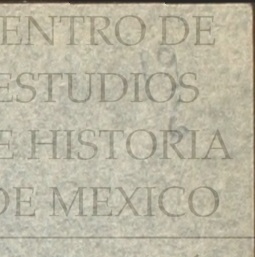 ENTRO DE
ESTUDIOS
E HISTORIA
DE MEXICO